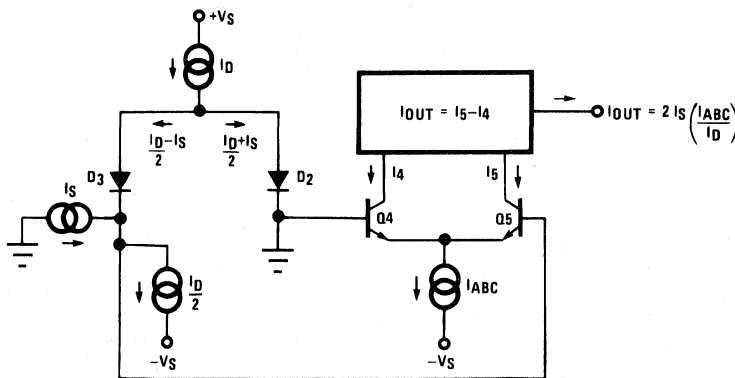 +VS
ID
ID/2 – IS
ID/2 + IS
D3
D2
IS
ID/2
–VS
IOUT = I5–I4
IOUT = 2 IS (IABC/ID)
I4
I5
Q4
Q5
IABC
–VS